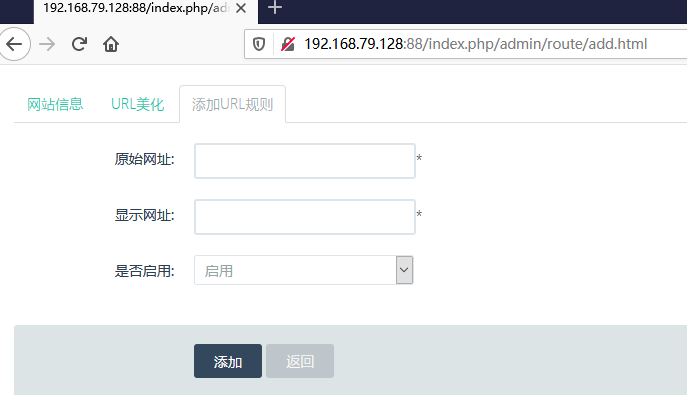 192.168.79.128:88/index.php/adm
192.168.79.128:88/index.php/admin/route/add.html
网站信息 URL美化 添加URL规则
原始网址: *
显示网址: *
是否启用: 启用
添加 返回